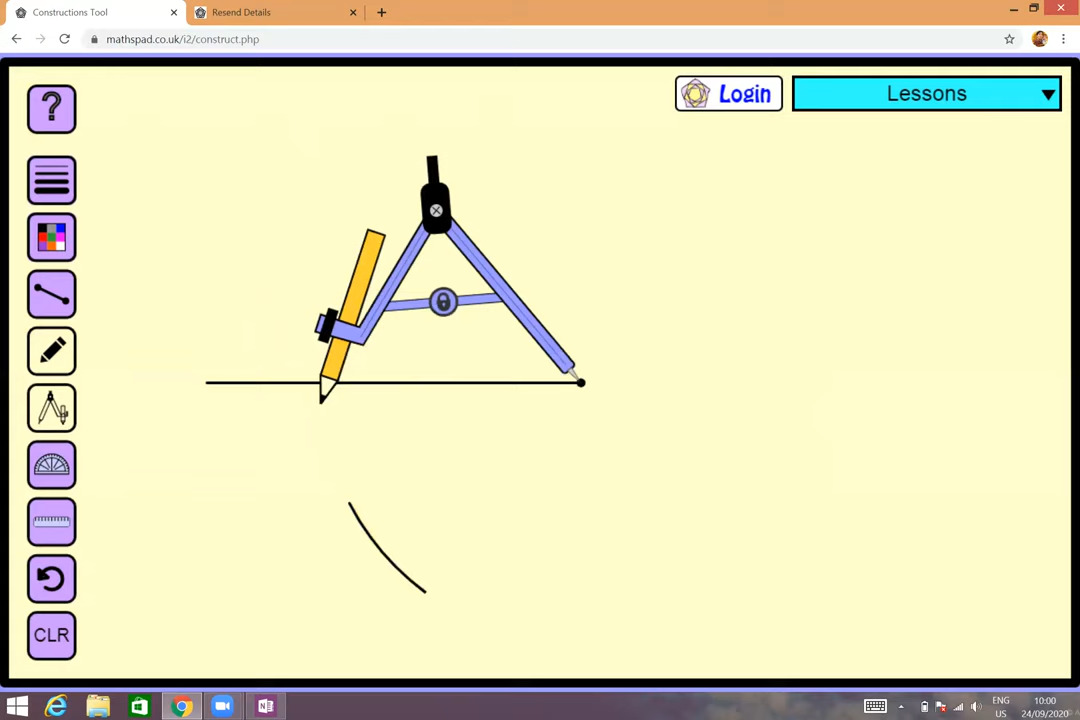 Constructions Tool
Resend Details
mathspad.co.uk/i2/construct.php
Login
Lessons
?
CLR
ENG
US
10:00
24/09/2020